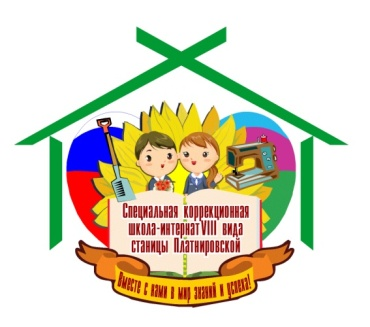 Специальная коррекционная
школа-интернат VIII вида
станицы Платнировской
Вместе с нами в мир знаний и успеха!